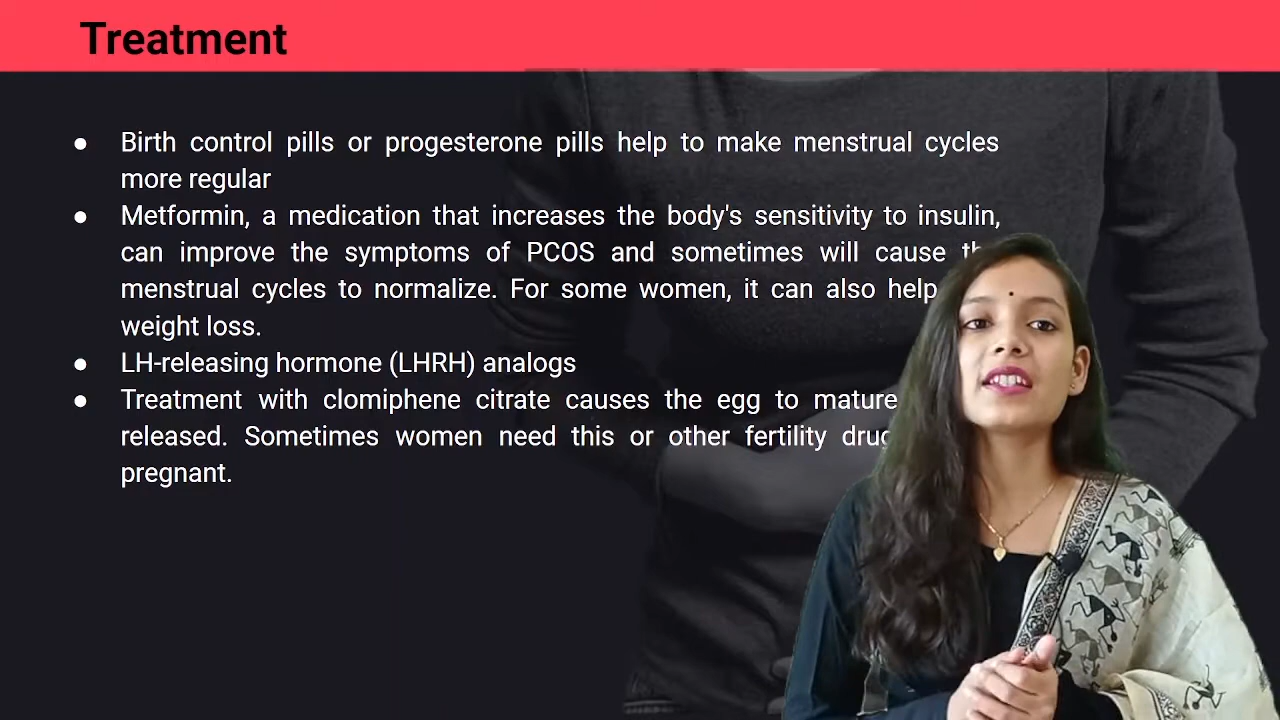 Treatment
● Birth control pills or progesterone pills help to make menstrual cycles
more regular
● Metformin, a medication that increases the body's sensitivity to insulin,
can improve the symptoms of PCOS and sometimes will cause
menstrual cycles to normalize. For some women, it can also help
weight loss.
● LH-releasing hormone (LHRH) analogs
● Treatment with clomiphene citrate causes the egg to mature
released. Sometimes women need this or other fertility
pregnant.